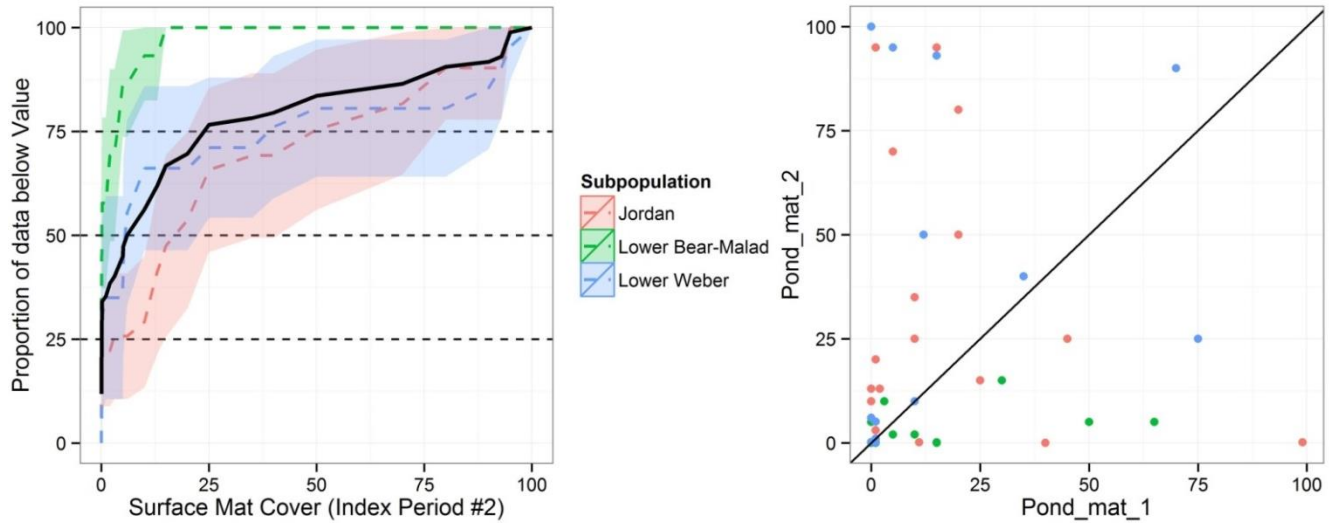 Proportion of data below Value
100
75
50
25
0
0 25 50 75 100
Surface Mat Cover (Index Period #2)
Subpopulation
Jordan
Lower Bear-Malad
Lower Weber
Pond_mat_2
100
75
50
25
0
0 25 50 75 100
Pond_mat_1